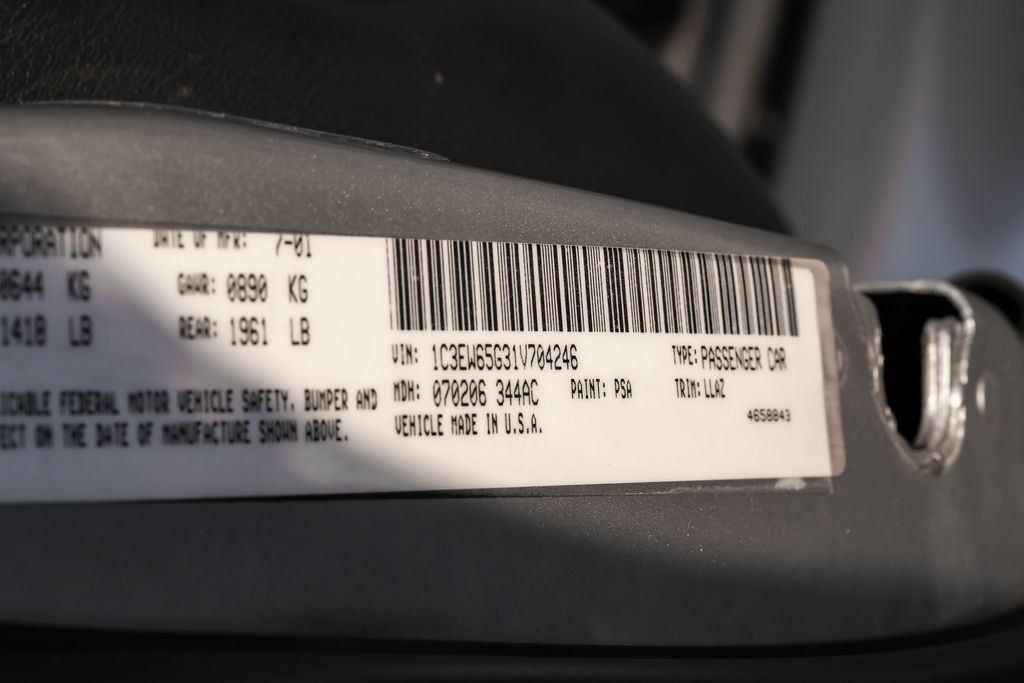 RPORATION DATE OF MFR: 7-01
0644 KG GAWR: 0890 KG
1418 LB REAR: 1961 LB
VIN: 1C3EW65G31V704246 TYPE: PASSENGER CAR
MDH: 070206 344AC PAINT: PSA TRIM: LLAZ
4658843
ICABLE FEDERAL MOTOR VEHICLE SAFETY, BUMPER AND
ECT ON THE DATE OF MANUFACTURE SHOWN ABOVE. VEHICLE MADE IN U.S.A.